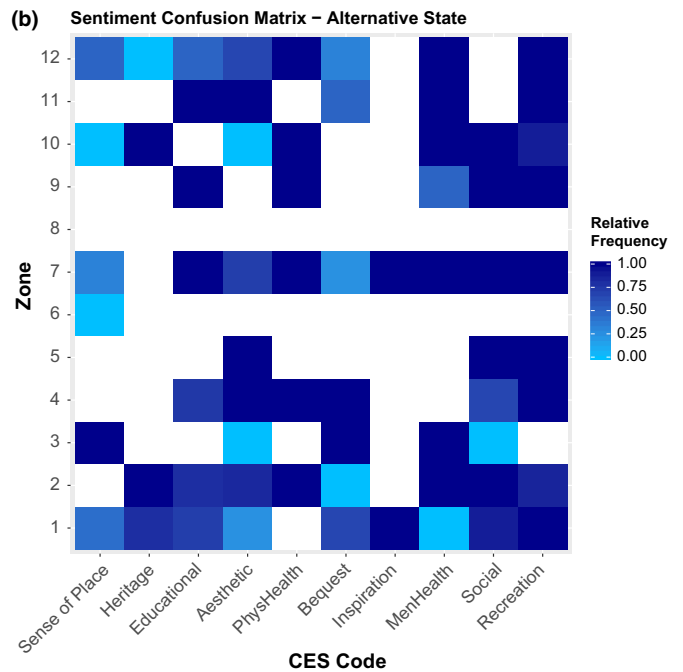 (b) Sentiment Confusion Matrix − Alternative State
12
11
10
9
8
7
6
5
4
3
2
1
Zone
Sense of Place
Heritage
Educational
Aesthetic
PhysHealth
Bequest
Inspiration
MenHealth
Social
Recreation
CES Code
Relative
Frequency
1.00
0.75
0.50
0.25
0.00